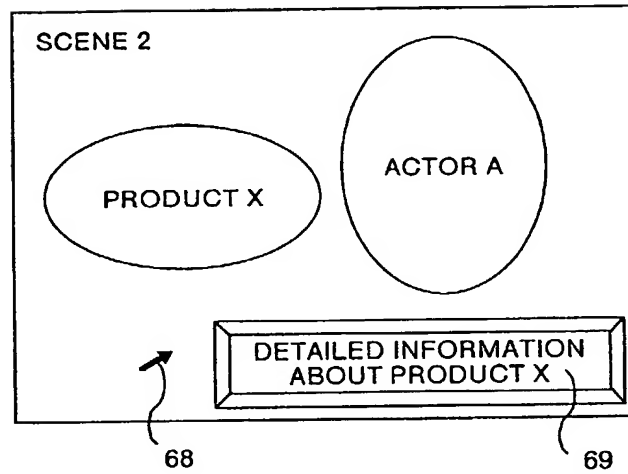 SCENE 2
PRODUCT X
ACTOR A
DETAILED INFORMATION
ABOUT PRODUCT X
68
69